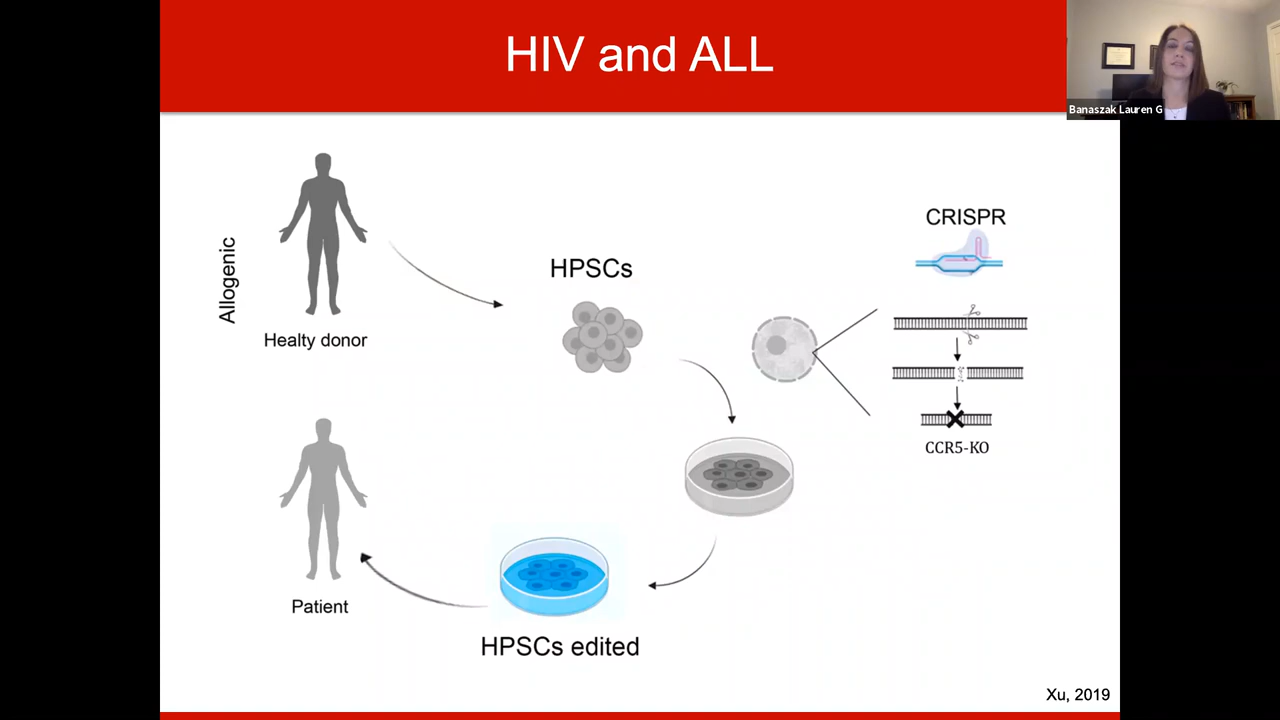 HIV and ALL
Banaszak Lauren G
Allogenic
Healty donor
HPSCs
CRISPR
CCR5-KO
Patient
HPSCs edited
Xu, 2019